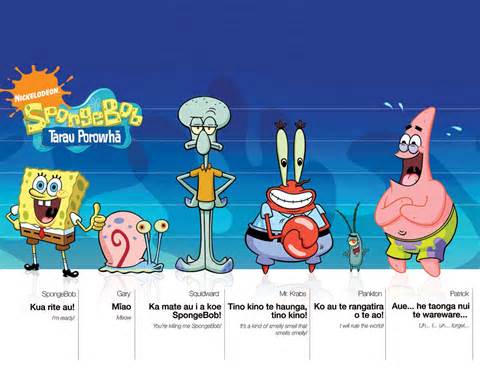 NICKELODEON
SPONGEBOB
Tarau Porowhā
SpongeBob
Kua rite au!
I'm ready!
Gary
Miao
Meow
Squidward
Ka mate au i a koe
SpongeBob!
You're killing me SpongeBob!
Mr. Krabs
Tino kino te haunga,
tino kino!
It's a kind of smelly smell that
smells smelly!
Plankton
Ko au te rangatira
o te ao!
I will rule the world!
Patrick
Aue... he taonga nui
te wareware...
Uh... I... uh... forget...